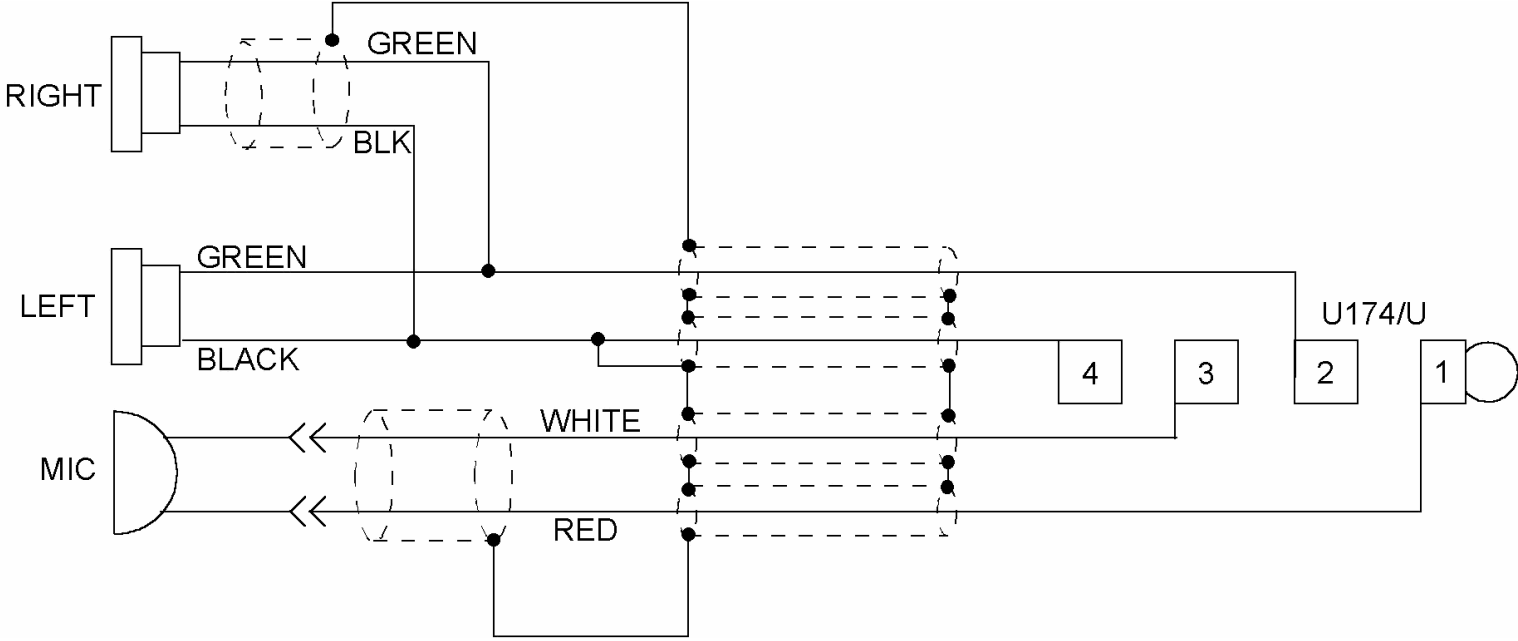 GREEN
RIGHT
BLK
GREEN
LEFT
U174/U
BLACK
4
3
2
1
WHITE
MIC
RED